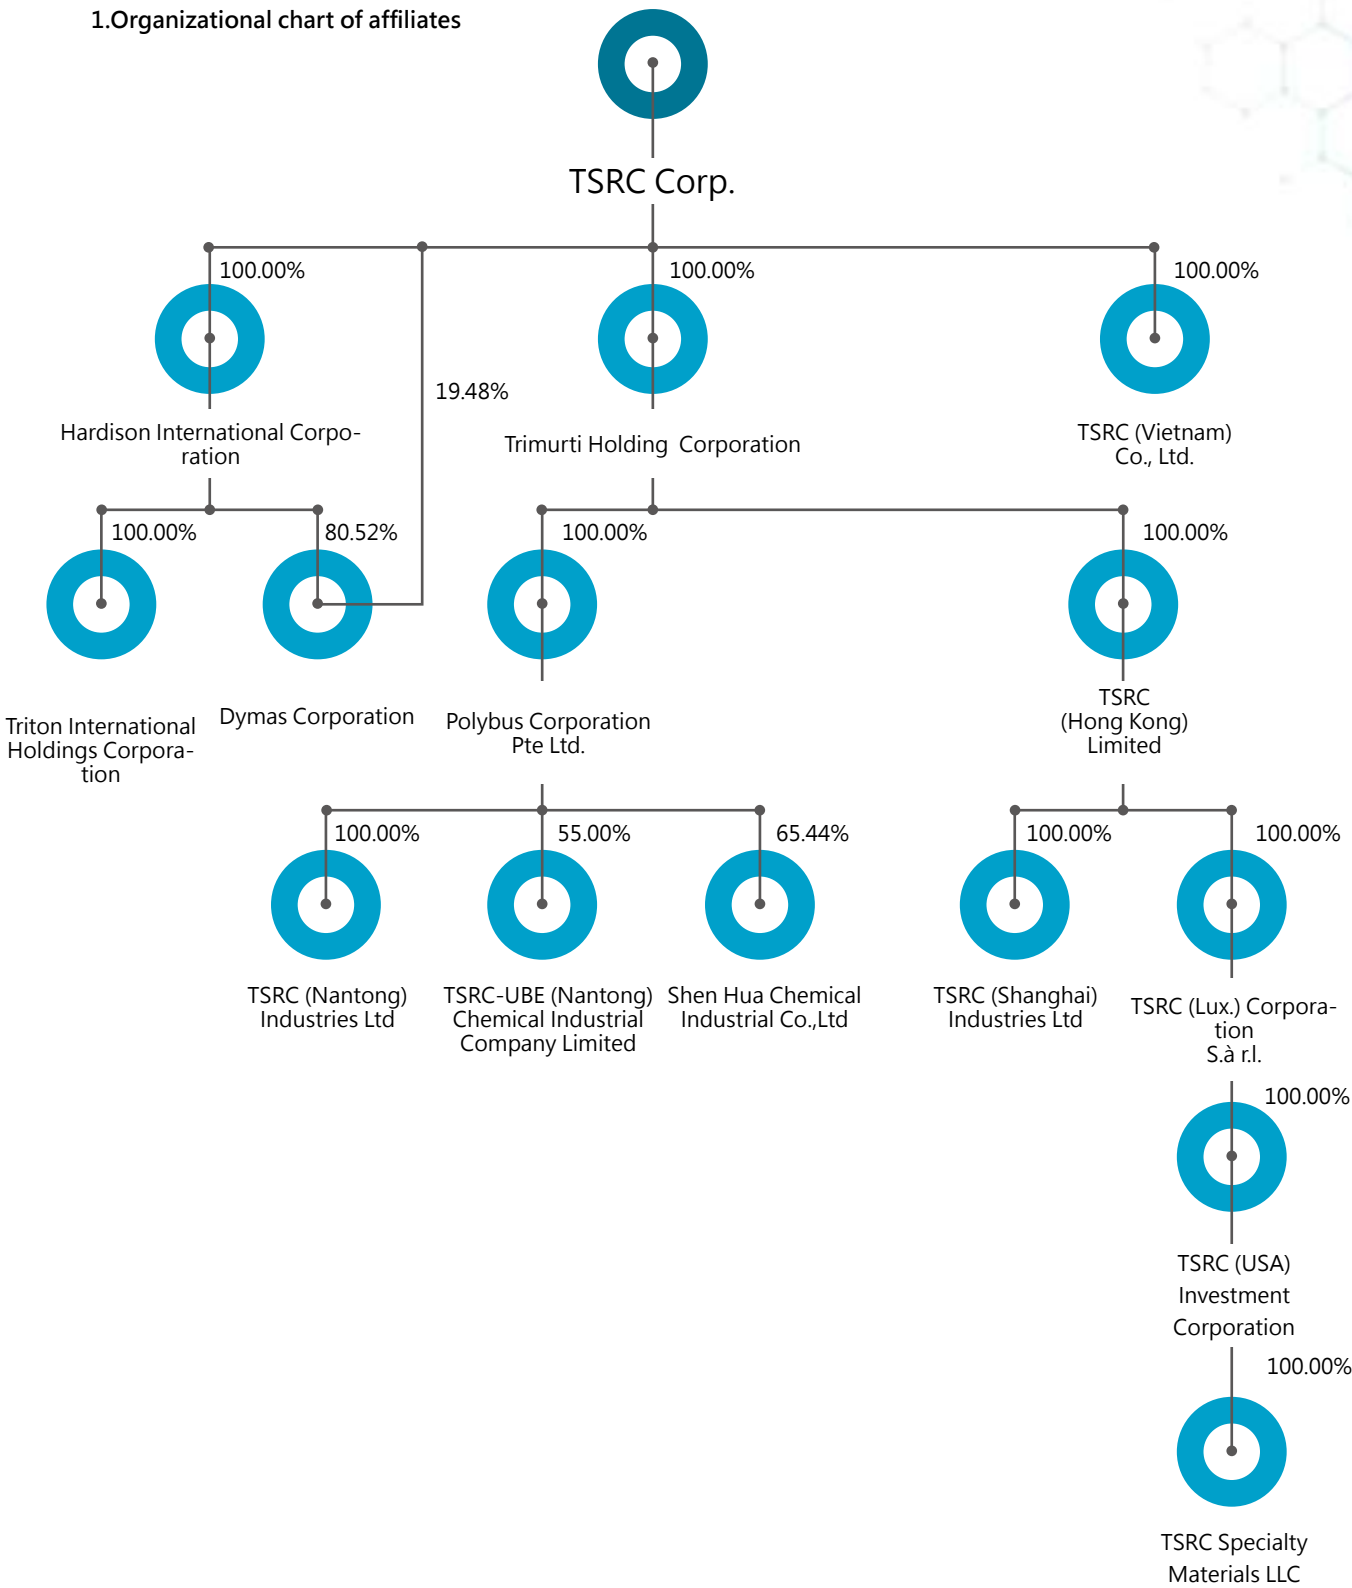 1.Organizational chart of affiliates
TSRC Corp.
100.00%
100.00%
100.00%
19.48%
Hardison International Corpo-
ration
Trimurti Holding Corporation
TSRC (Vietnam)
Co., Ltd.
100.00%
80.52%
100.00%
100.00%
Triton International
Holdings Corpora-
tion
Dymas Corporation
Polybus Corporation
Pte Ltd.
TSRC
(Hong Kong)
Limited
100.00%
55.00%
65.44%
100.00%
100.00%
TSRC (Nantong)
Industries Ltd
TSRC-UBE (Nantong)
Chemical Industrial
Company Limited
Shen Hua Chemical
Industrial Co.,Ltd
TSRC (Shanghai)
Industries Ltd
TSRC (Lux.) Corpora-
tion
S.à r.l.
100.00%
TSRC (USA)
Investment
Corporation
100.00%
TSRC Specialty
Materials LLC